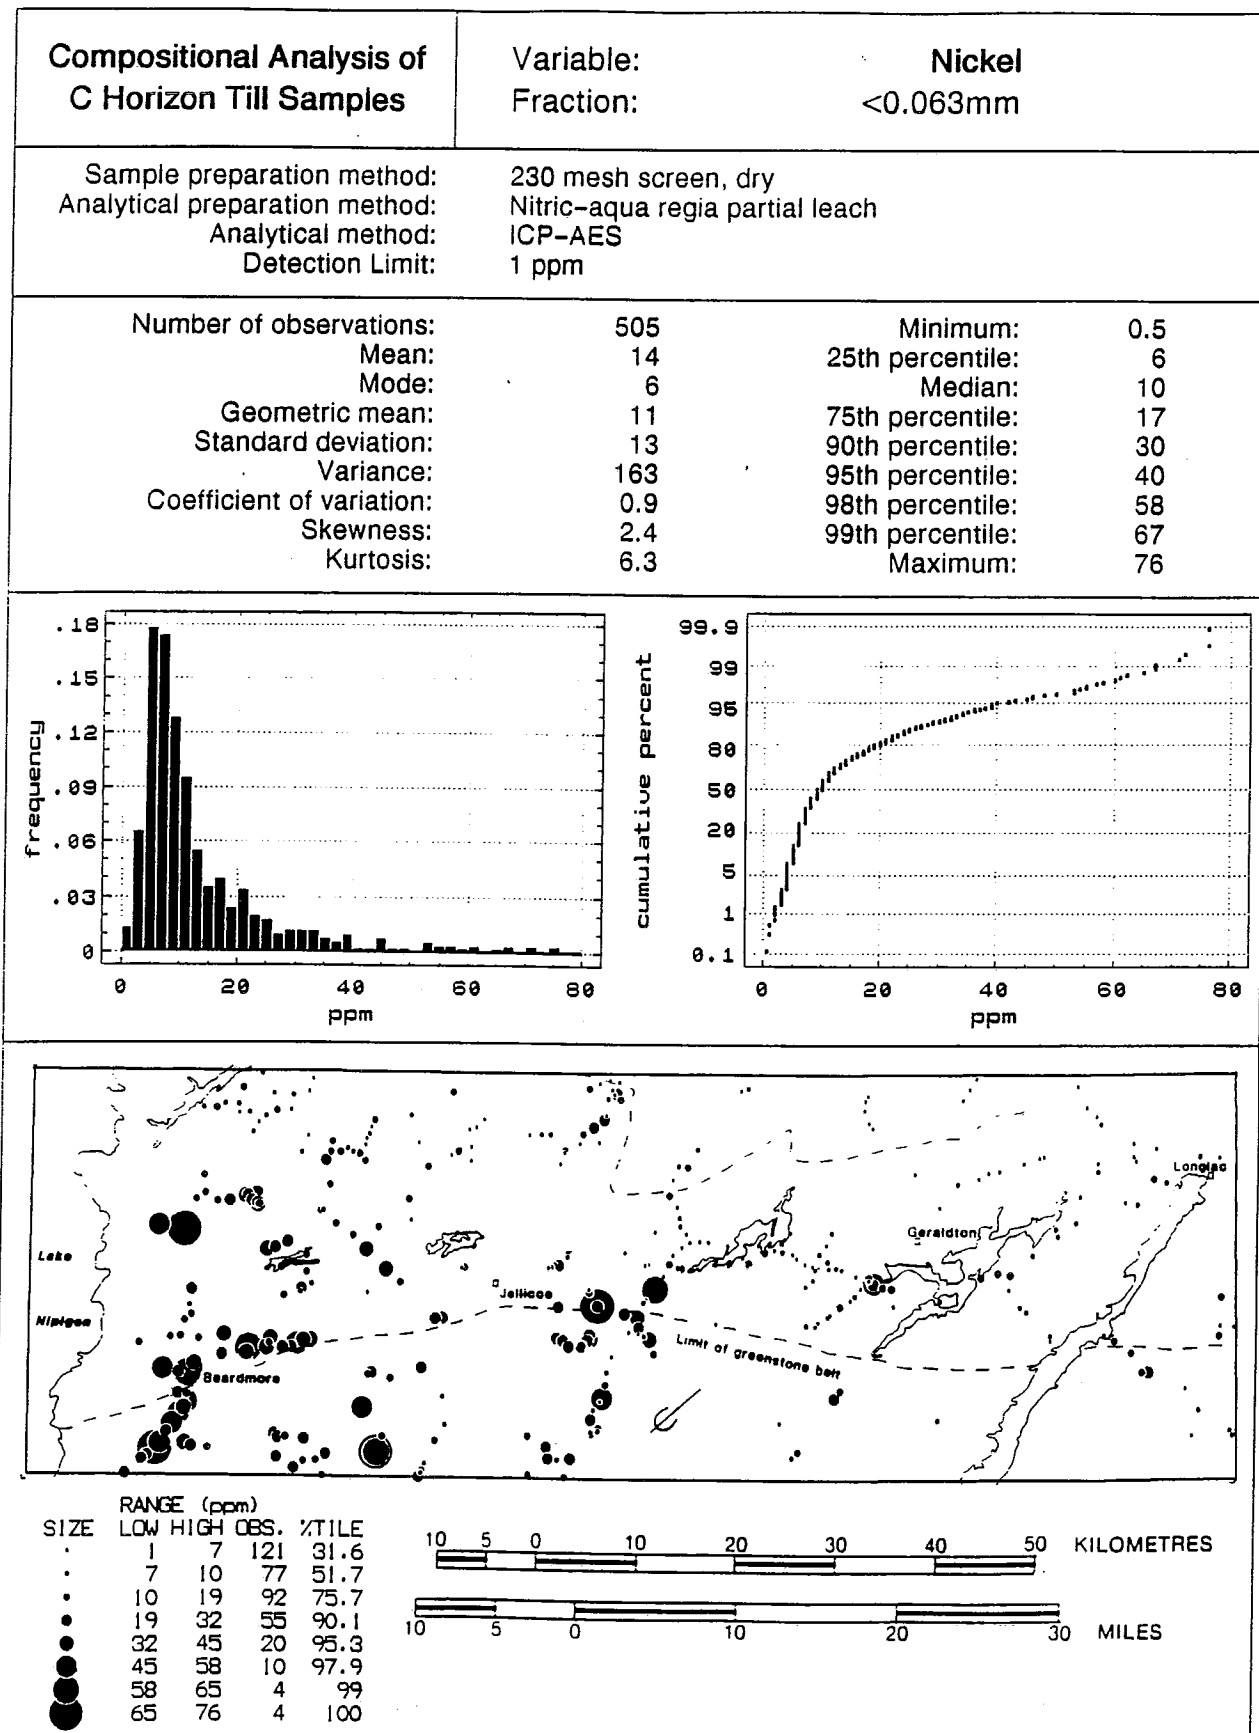 Compositional Analysis of
C Horizon Till Samples
Variable: Nickel
Fraction: <0.063mm
Sample preparation method: 230 mesh screen, dry
Analytical preparation method: Nitric-aqua regia partial leach
Analytical method: ICP-AES
Detection Limit: 1 ppm
Number of observations: 505 Minimum: 0.5
Mean: 14 25th percentile: 6
Mode: 6 Median: 10
Geometric mean: 11 75th percentile: 17
Standard deviation: 13 90th percentile: 30
Variance: 163 95th percentile: 40
Coefficient of variation: 0.9 98th percentile: 58
Skewness: 2.4 99th percentile: 67
Kurtosis: 6.3 Maximum: 76
frequency
.18
.15
.12
.09
.06
.03
0
0 20 40 60 80
ppm
cumulative percent
99.9
99
95
80
50
20
5
1
0.1
0 20 40 60 80
ppm
Longlac
Geraldton
Lake
Nipigon
Jellicoe
Limit of greenstone belt
Beardmore
RANGE (ppm)
SIZE LOW HIGH OBS. %TILE
1 7 121 31.6
7 10 77 51.7
10 19 92 75.7
19 32 55 90.1
32 45 20 95.3
45 58 10 97.9
58 65 4 99
65 76 4 100
10 5 0 10 20 30 40 50 KILOMETRES
10 5 0 10 20 30 MILES